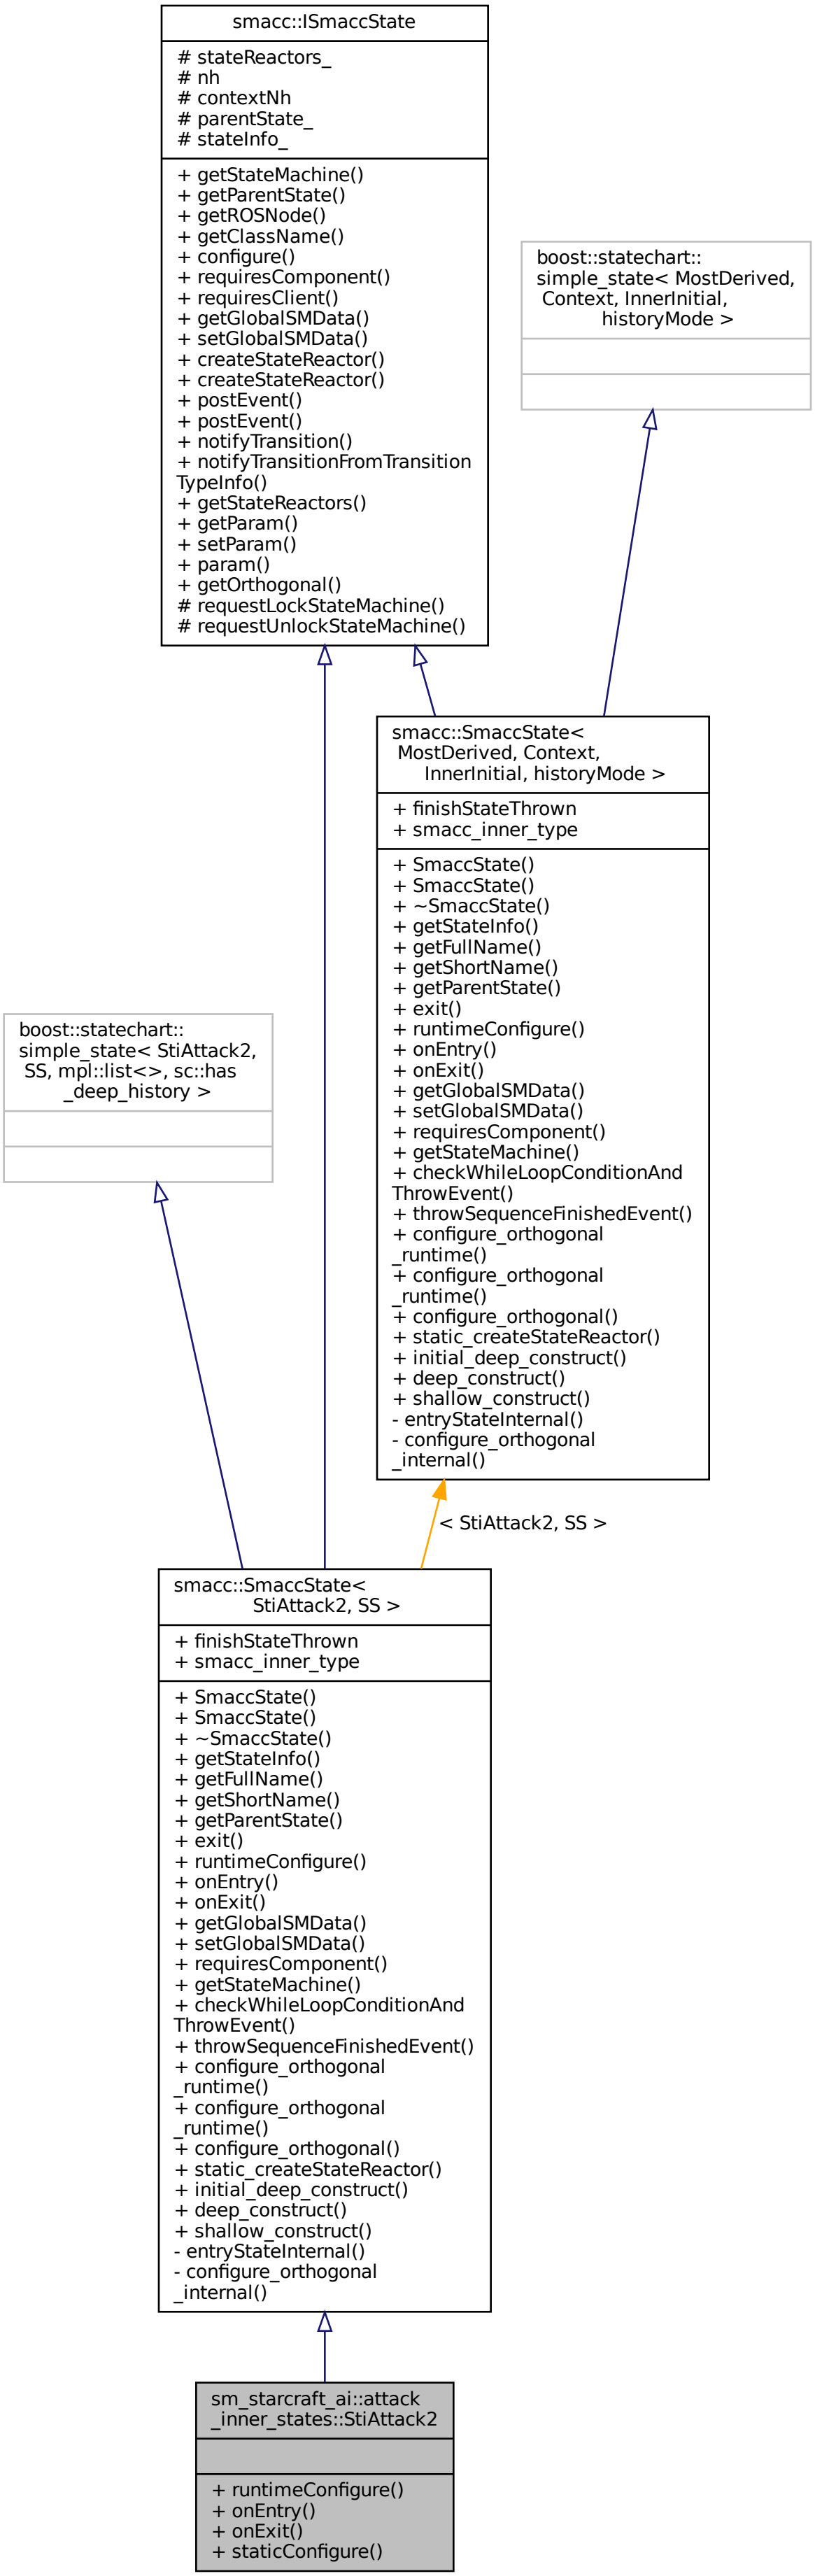 smacc::ISmaccState
# stateReactors_
# nh
# contextNh
# parentState_
# stateInfo_
+ getStateMachine()
+ getParentState()
+ getROSNode()
+ getClassName()
+ configure()
+ requiresComponent()
+ requiresClient()
+ getGlobalSMData()
+ setGlobalSMData()
+ createStateReactor()
+ createStateReactor()
+ postEvent()
+ postEvent()
+ notifyTransition()
+ notifyTransitionFromTransition
TypeInfo()
+ getStateReactors()
+ getParam()
+ setParam()
+ param()
+ getOrthogonal()
# requestLockStateMachine()
# requestUnlockStateMachine()
boost::statechart::
simple_state< MostDerived,
Context, InnerInitial,
historyMode >
smacc::SmaccState<
MostDerived, Context,
InnerInitial, historyMode >
+ finishStateThrown
+ smacc_inner_type
+ SmaccState()
+ SmaccState()
+ ~SmaccState()
+ getStateInfo()
+ getFullName()
+ getShortName()
+ getParentState()
+ exit()
+ runtimeConfigure()
+ onEntry()
+ onExit()
+ getGlobalSMData()
+ setGlobalSMData()
+ requiresComponent()
+ getStateMachine()
+ checkWhileLoopConditionAnd
ThrowEvent()
+ throwSequenceFinishedEvent()
+ configure_orthogonal
_runtime()
+ configure_orthogonal
_runtime()
+ configure_orthogonal()
+ static_createStateReactor()
+ initial_deep_construct()
+ deep_construct()
+ shallow_construct()
- entryStateInternal()
- configure_orthogonal
_internal()
boost::statechart::
simple_state< StiAttack2,
SS, mpl::list<>, sc::has
_deep_history >
< StiAttack2, SS >
smacc::SmaccState<
StiAttack2, SS >
+ finishStateThrown
+ smacc_inner_type
+ SmaccState()
+ SmaccState()
+ ~SmaccState()
+ getStateInfo()
+ getFullName()
+ getShortName()
+ getParentState()
+ exit()
+ runtimeConfigure()
+ onEntry()
+ onExit()
+ getGlobalSMData()
+ setGlobalSMData()
+ requiresComponent()
+ getStateMachine()
+ checkWhileLoopConditionAnd
ThrowEvent()
+ throwSequenceFinishedEvent()
+ configure_orthogonal
_runtime()
+ configure_orthogonal
_runtime()
+ configure_orthogonal()
+ static_createStateReactor()
+ initial_deep_construct()
+ deep_construct()
+ shallow_construct()
- entryStateInternal()
- configure_orthogonal
_internal()
sm_starcraft_ai::attack
_inner_states::StiAttack2
+ runtimeConfigure()
+ onEntry()
+ onExit()
+ staticConfigure()